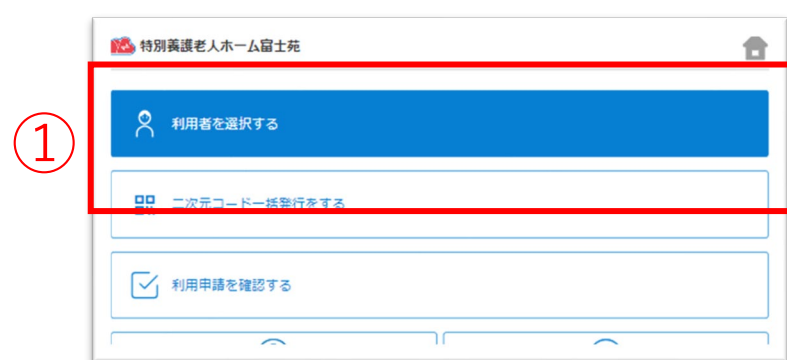 特別養護老人ホーム富士苑
①
利用者を選択する
二次元コード一括発行をする
利用申請を確認する